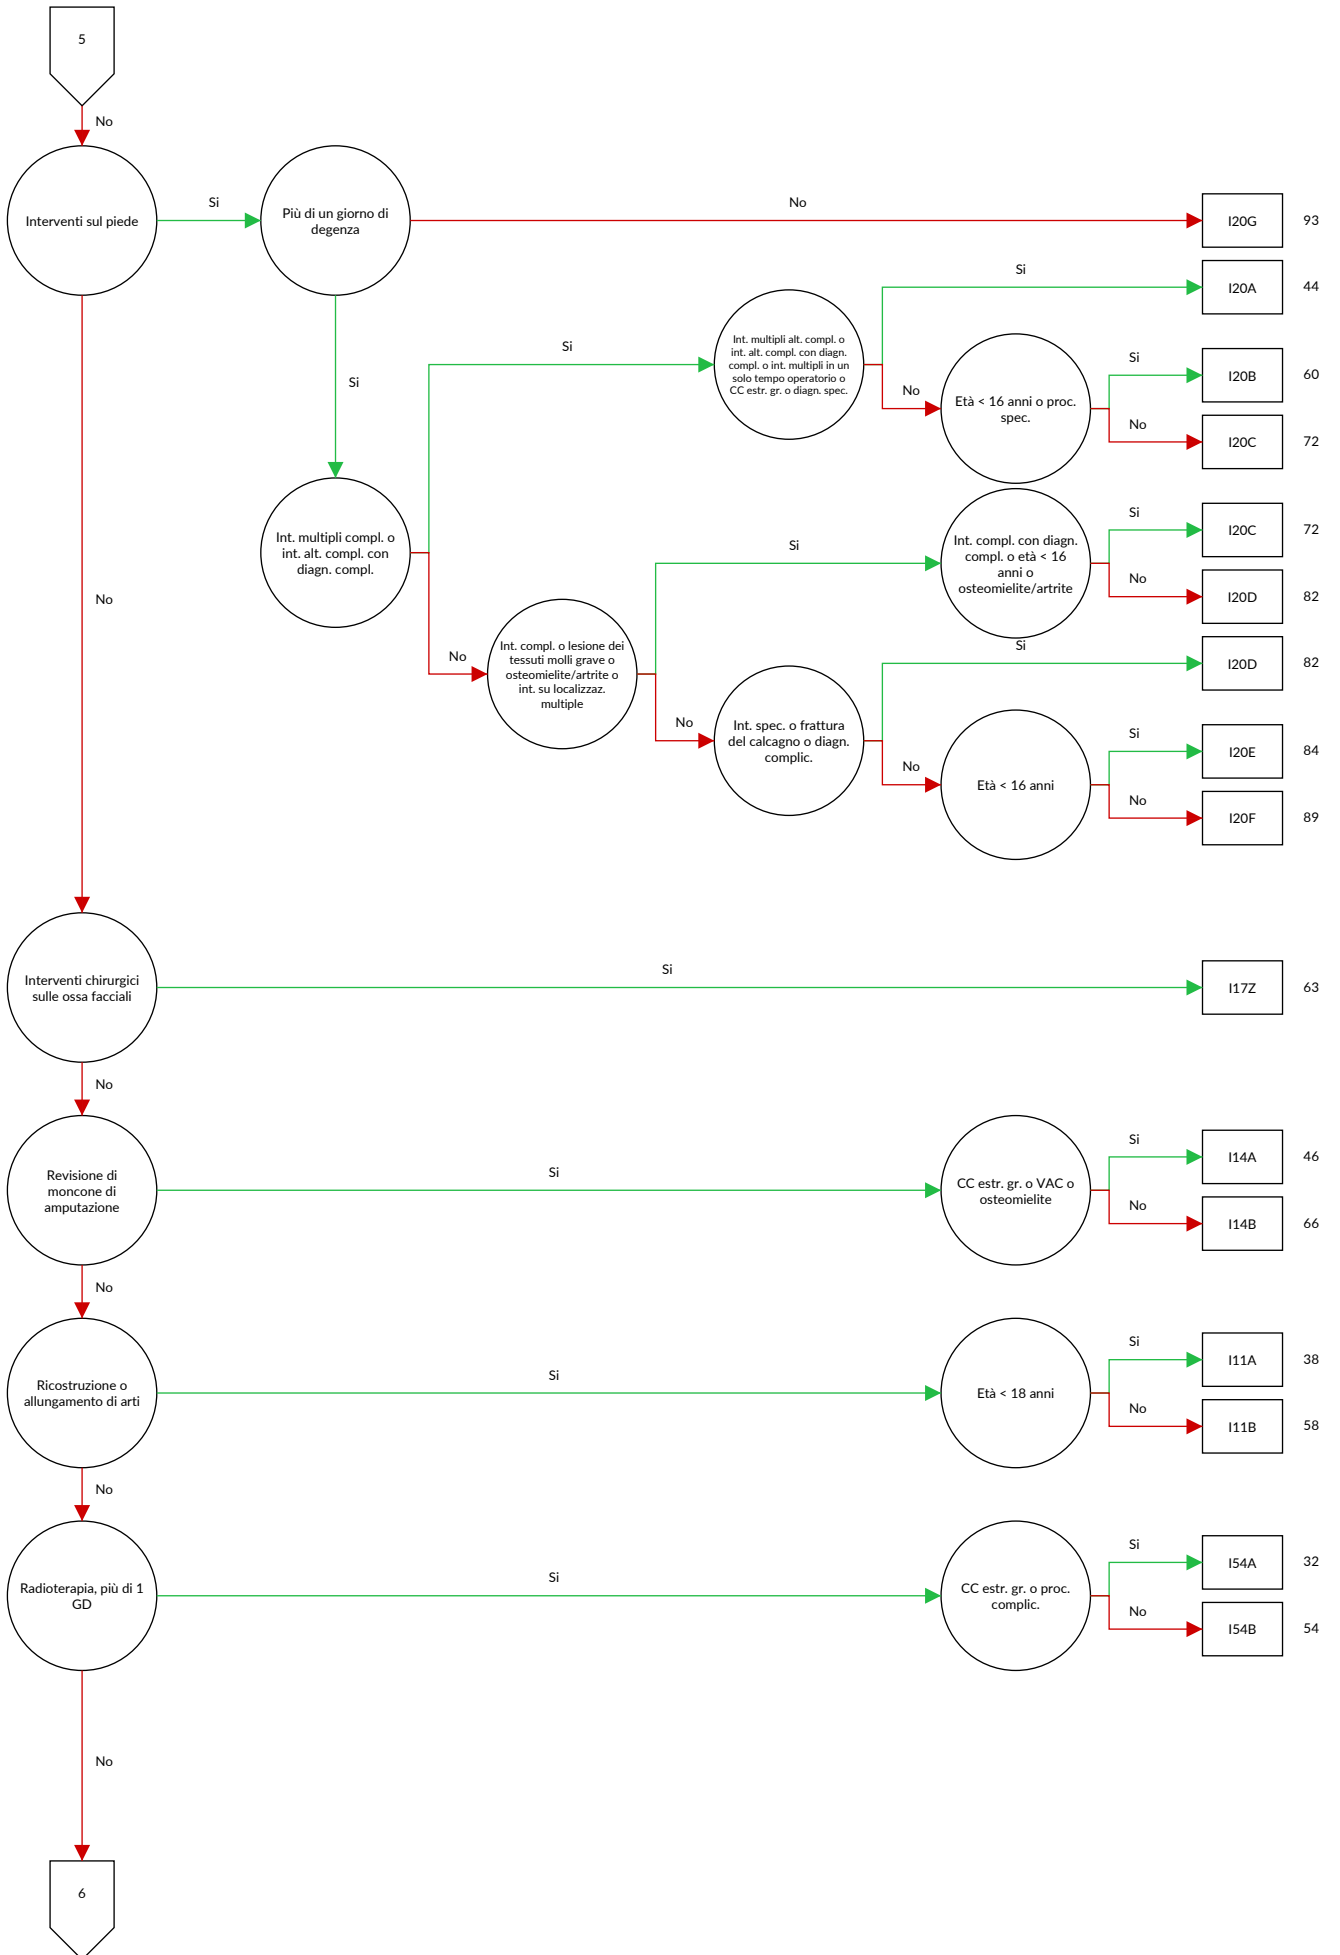 5
No
Interventi sul piede
Si
Più di un giorno di
degenza
No
I20G
93
Si
I20A
44
Si
Int. multipli alt. compl. o
int. alt. compl. con diagn.
compl. o int. multipli in un
solo tempo operatorio o
CC estr. gr. o diagn. spec.
No
Età < 16 anni o proc.
spec.
Si
I20B
60
No
I20C
72
Si
Int. multipli compl. o
int. alt. compl. con
diagn. compl.
No
Int. compl. o lesione dei
tessuti molli grave o
osteomielite/artrite o
int. su localizzaz.
multiple
Si
Int. compl. con diagn.
compl. o età < 16
anni o
osteomielite/artrite
Si
I20C
72
No
I20D
82
No
Int. spec. o frattura
del calcagno o diagn.
complic.
Si
I20D
82
No
Età < 16 anni
Si
I20E
84
No
I20F
89
No
Interventi chirurgici
sulle ossa facciali
Si
I17Z
63
No
Revisione di
moncone di
amputazione
Si
CC estr. gr. o VAC o
osteomielite
Si
I14A
46
No
I14B
66
No
Ricostruzione o
allungamento di arti
Si
Età < 18 anni
Si
I11A
38
No
I11B
58
No
Radioterapia, più di 1
GD
Si
CC estr. gr. o proc.
complic.
Si
I54A
32
No
I54B
54
No
6